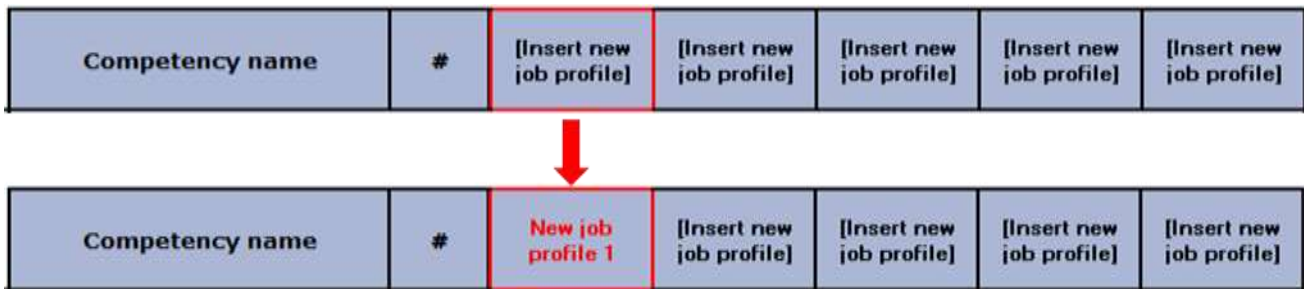 Competency name # [Insert new job profile] [Insert new job profile] [Insert new job profile] [Insert new job profile] [Insert new job profile]
Competency name # New job profile 1 [Insert new job profile] [Insert new job profile] [Insert new job profile] [Insert new job profile]